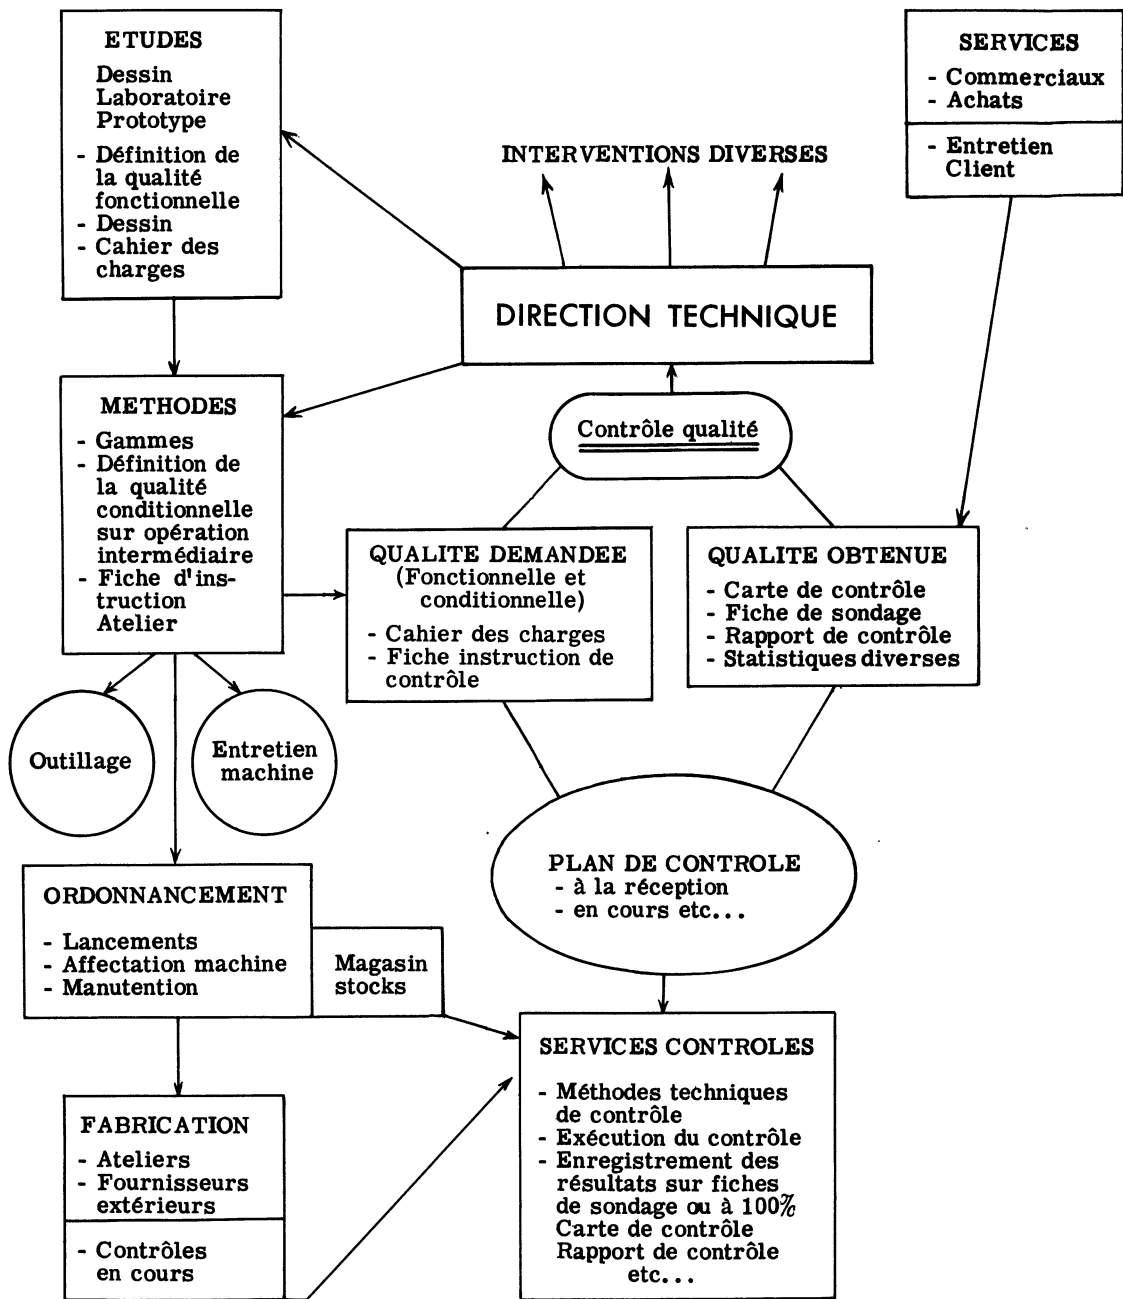 ETUDES
Dessin
Laboratoire
Prototype
- Définition de
la qualité
fonctionnelle
- Dessin
- Cahier des
charges
SERVICES
- Commerciaux
- Achats
- Entretien
Client
INTERVENTIONS DIVERSES
DIRECTION TECHNIQUE
METHODES
- Gammes
- Définition de
la qualité
conditionnelle
sur opération
intermédiaire
- Fiche d'ins-
truction
Atelier
Contrôle qualité
QUALITE DEMANDEE
(Fonctionnelle et
conditionnelle)
- Cahier des charges
- Fiche instruction de
contrôle
QUALITE OBTENUE
- Carte de contrôle
- Fiche de sondage
- Rapport de contrôle
- Statistiques diverses
Outillage
Entretien
machine
PLAN DE CONTROLE
- à la réception
- en cours etc...
ORDONNANCEMENT
- Lancements
- Affectation machine
- Manutention
Magasin
stocks
SERVICES CONTROLES
- Méthodes techniques
de contrôle
- Exécution du contrôle
- Enregistrement des
résultats sur fiches
de sondage ou à 100%
Carte de contrôle
Rapport de contrôle
etc...
FABRICATION
- Ateliers
- Fournisseurs
extérieurs
- Contrôles
en cours